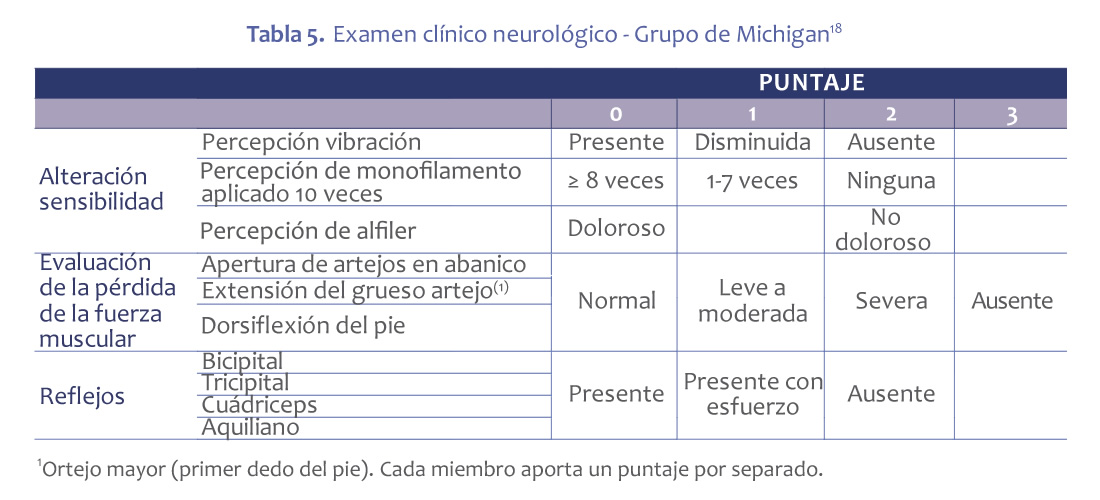 Tabla 5. Examen clínico neurológico - Grupo de Michigan18
PUNTAJE
0 1 2 3
Alteración sensibilidad
Percepción vibración Presente Disminuida Ausente
Percepción de monofilamento
aplicado 10 veces ≥ 8 veces 1-7 veces Ninguna
Percepción de alfiler Doloroso No
doloroso
Evaluación
de la pérdida
de la fuerza
muscular
Apertura de artejos en abanico
Extensión del grueso artejo(1)
Dorsiflexión del pie
Normal Leve a
moderada Severa Ausente
Reflejos
Bicipital
Tricipital
Cuádriceps
Aquiliano
Presente Presente con
esfuerzo Ausente
1Ortejo mayor (primer dedo del pie). Cada miembro aporta un puntaje por separado.